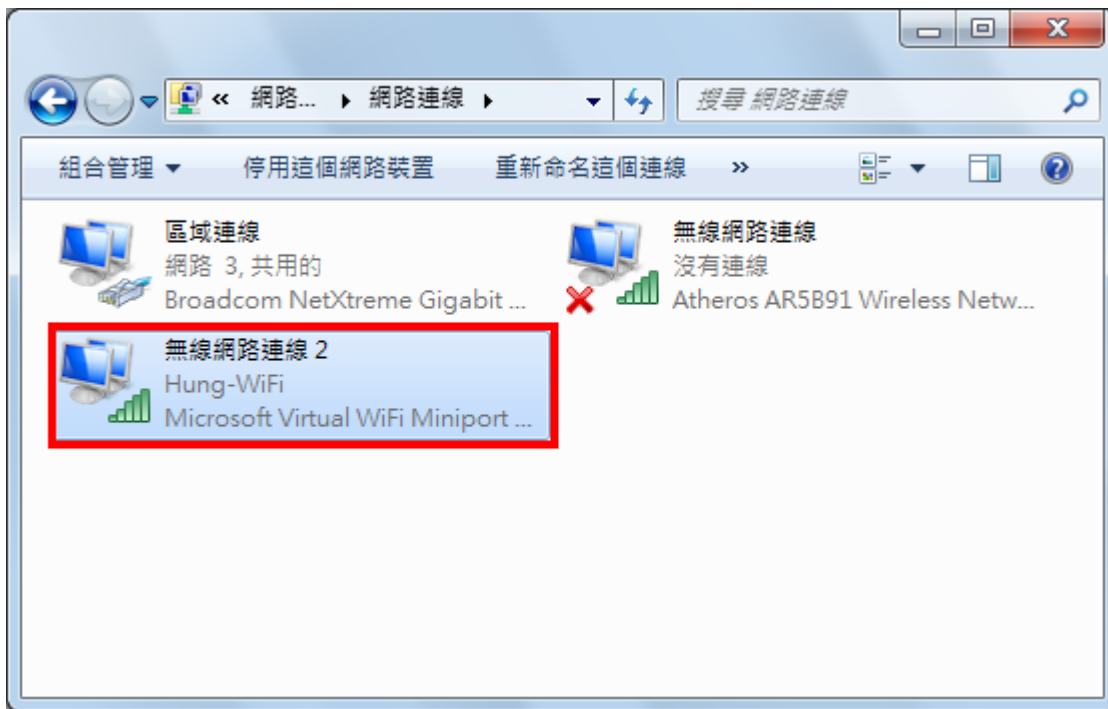 « 網路... ▸ 網路連線 ▸
搜尋 網路連線
組合管理 ▼ 停用這個網路裝置 重新命名這個連線 »
區域連線
網路 3, 共用的
Broadcom NetXtreme Gigabit ...
無線網路連線
沒有連線
Atheros AR5B91 Wireless Netw...
無線網路連線 2
Hung-WiFi
Microsoft Virtual WiFi Miniport ...